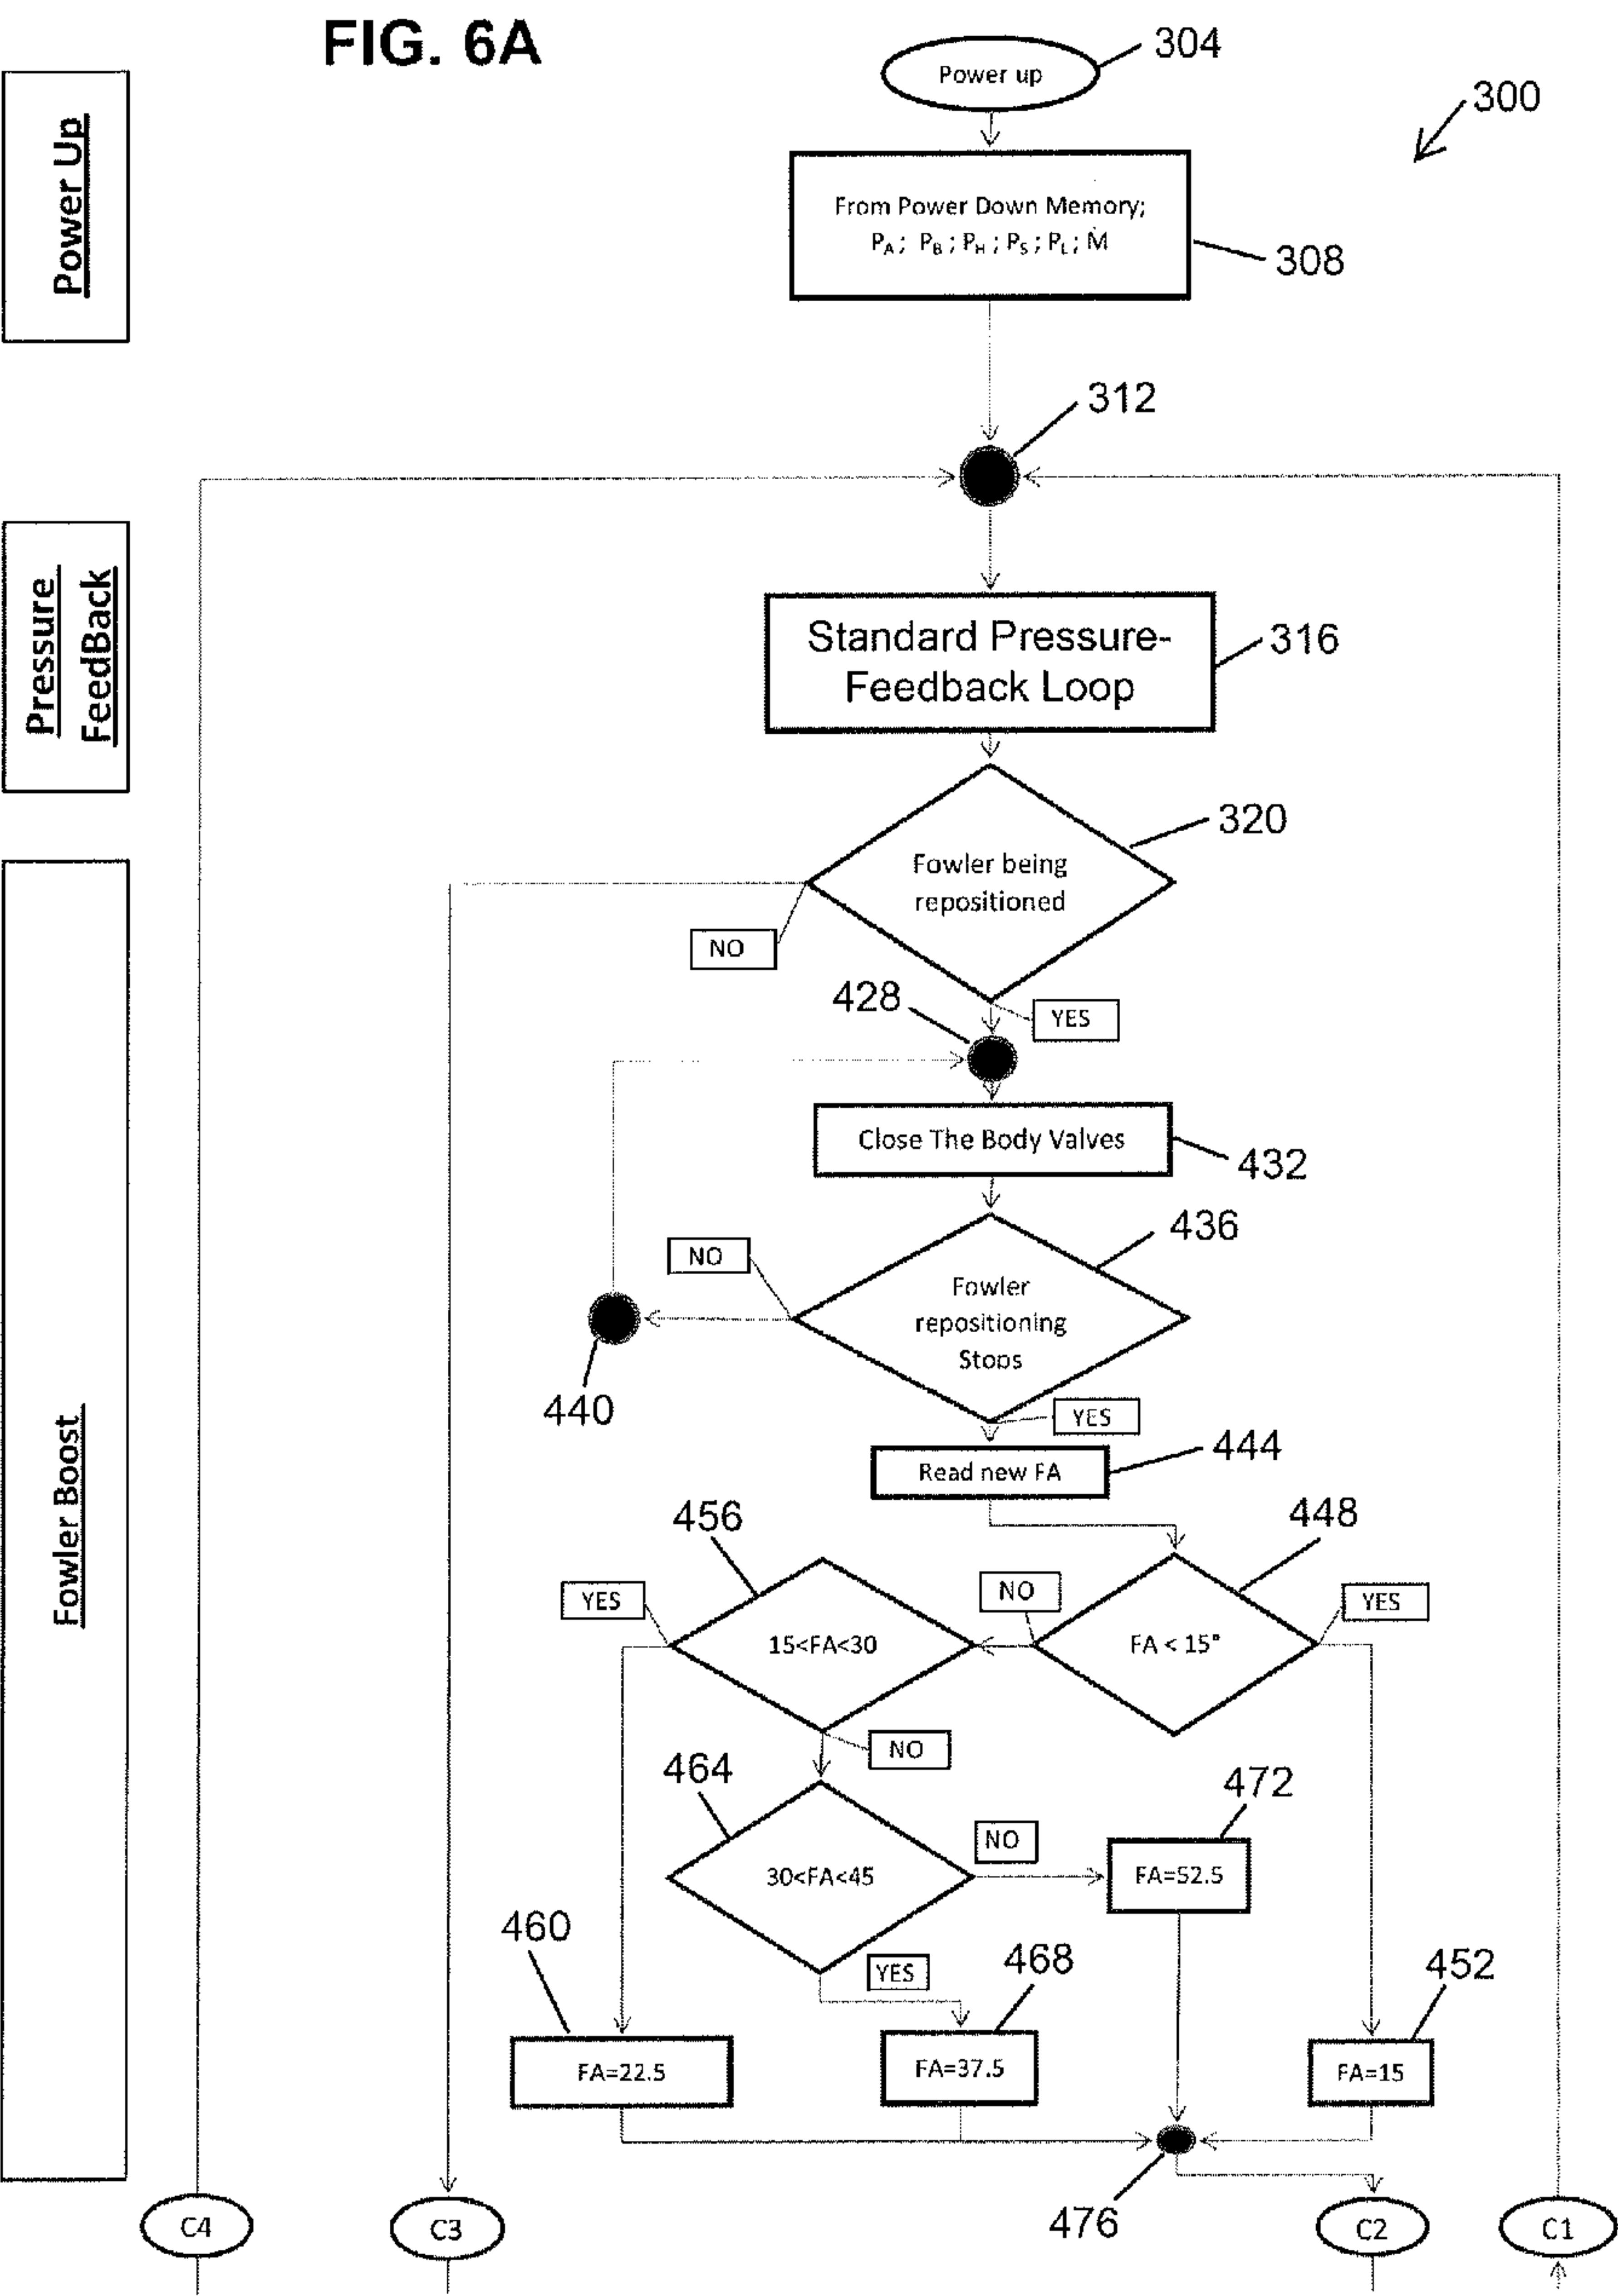 FIG. 6A
304
Power up
300
Power Up
From Power Down Memory;
PA ; PB ; PH ; PS ; PL ; Ṁ
308
312
Pressure
FeedBack
Standard Pressure-
Feedback Loop
316
320
Fowler being
repositioned
NO
428
YES
Close The Body Valves
432
436
NO
Fowler
repositioning
Stops
440
YES
Fowler Boost
Read new FA
444
456
448
YES
NO
YES
15<FA<30
FA < 15°
NO
464
472
NO
30<FA<45
FA=52.5
460
YES
468
452
FA=22.5
FA=37.5
FA=15
476
C4
C3
C2
C1